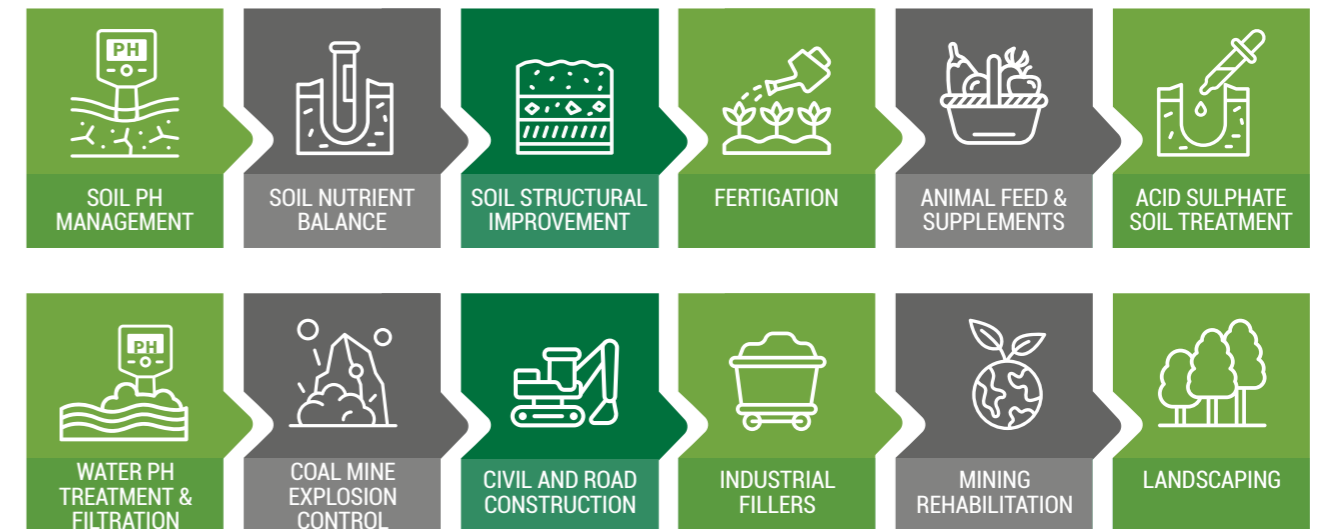 PH
SOIL PH
MANAGEMENT
SOIL NUTRIENT
BALANCE
SOIL STRUCTURAL
IMPROVEMENT
FERTIGATION
ANIMAL FEED &
SUPPLEMENTS
ACID SULPHATE
SOIL TREATMENT
PH
WATER PH
TREATMENT &
FILTRATION
COAL MINE
EXPLOSION
CONTROL
CIVIL AND ROAD
CONSTRUCTION
INDUSTRIAL
FILLERS
MINING
REHABILITATION
LANDSCAPING